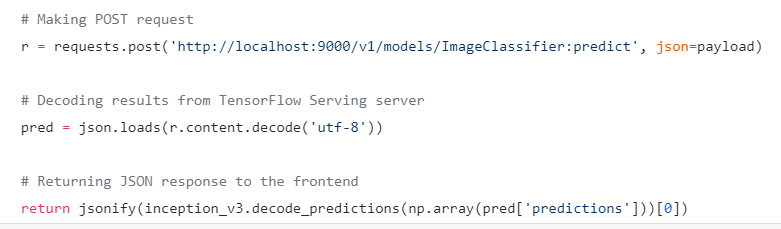 # Making POST request
r = requests.post('http://localhost:9000/v1/models/ImageClassifier:predict', json=payload)
# Decoding results from TensorFlow Serving server
pred = json.loads(r.content.decode('utf-8'))
# Returning JSON response to the frontend
return jsonify(inception_v3.decode_predictions(np.array(pred['predictions']))[0])